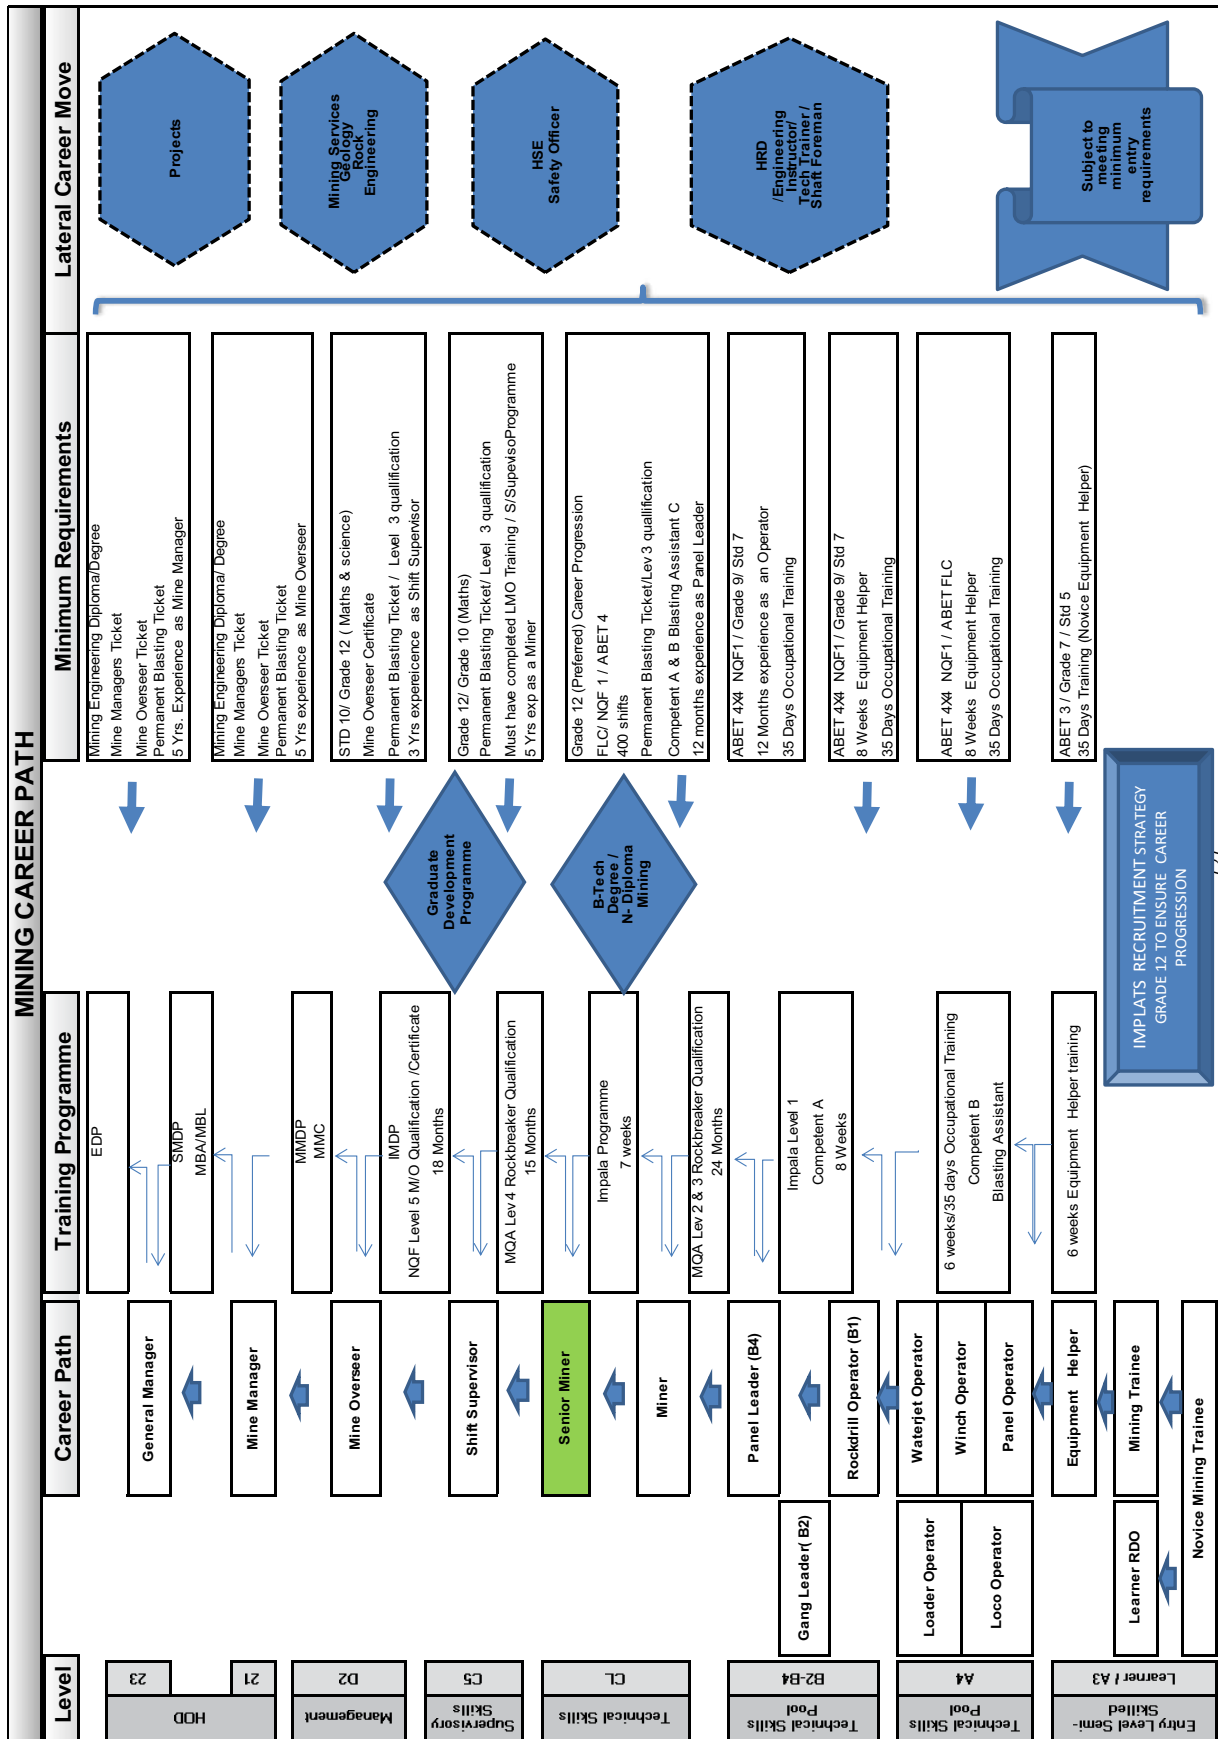 MINING CAREER PATH
Level
Career Path
Training Programme
Minimum Requirements
Lateral Career Move
HOD
23
21
Management
D2
Supervisory
Skills
C5
Technical Skills
CL
Technical Skills
Pool
B2-B4
Technical Skills
Pool
A4
Entry Level Semi-
Skilled
Learner / A3
General Manager
Mine Manager
Mine Overseer
Shift Supervisor
Senior Miner
Miner
Panel Leader (B4)
Gang Leader( B2)
Rockdrill Operator (B1)
Waterjet Operator
Winch Operator
Panel Operator
Loader Operator
Loco Operator
Equipment Helper
Mining Trainee
Learner RDO
Novice Mining Trainee
EDP
SMDP
MBA/MBL
MMDP
MMC
IMDP
NQF Level 5 M/O Qualification /Certificate
18 Months
MQA Lev 4 Rockbreaker Qualification
15 Months
Impala Programme
7 weeks
MQA Lev 2 & 3 Rockbreaker Qualification
24 Months
Impala Level 1
Competent A
8 Weeks
6 weeks/35 days Occupational Training
Competent B
Blasting Assistant
6 weeks Equipment Helper training
Graduate
Development
Programme
B-Tech
Degree /
N- Diploma
Mining
IMPLATS RECRUITMENT STRATEGY
GRADE 12 TO ENSURE CAREER
PROGRESSION
Mining Engineering Diploma/Degree
Mine Managers Ticket
Mine Overseer Ticket
Permanent Blasting Ticket
5 Yrs. Experience as Mine Manager
Mining Engineering Diploma/ Degree
Mine Managers Ticket
Mine Overseer Ticket
Permanent Blasting Ticket
5 Yrs experience as Mine Overseer
STD 10/ Grade 12 ( Maths & science)
Mine Overseer Certificate
Permanent Blasting Ticket / Level 3 quallification
3 Yrs expereicence as Shift Supervisor
Grade 12/ Grade 10 (Maths)
Permanent Blasting Ticket/ Level 3 quallification
Must have completed LMO Training / S/SupevisoProgramme
5 Yrs exp as a Miner
Grade 12 (Preferred) Career Progression
FLC/ NQF 1 / ABET 4
400 shifts
Permanent Blasting Ticket/Lev 3 quallification
Competent A & B Blasting Assistant C
12 months experience as Panel Leader
ABET 4X4 NQF1 / Grade 9/ Std 7
12 Months experience as an Operator
35 Days Occupational Training
ABET 4X4 NQF1 / Grade 9/ Std 7
8 Weeks Equipment Helper
35 Days Occupational Training
ABET 4X4 NQF1 / ABET FLC
8 Weeks Equipment Helper
35 Days Occupational Training
ABET 3 / Grade 7 / Std 5
35 Days Training (Novice Equipment Helper)
Projects
Mining Services
Geology
Rock
Engineering
HSE
Safety Officer
HRD
/Engineering
Instructor/
Tech Trainer /
Shaft Foreman
Subject to
meeting
minimum
entry
requirements